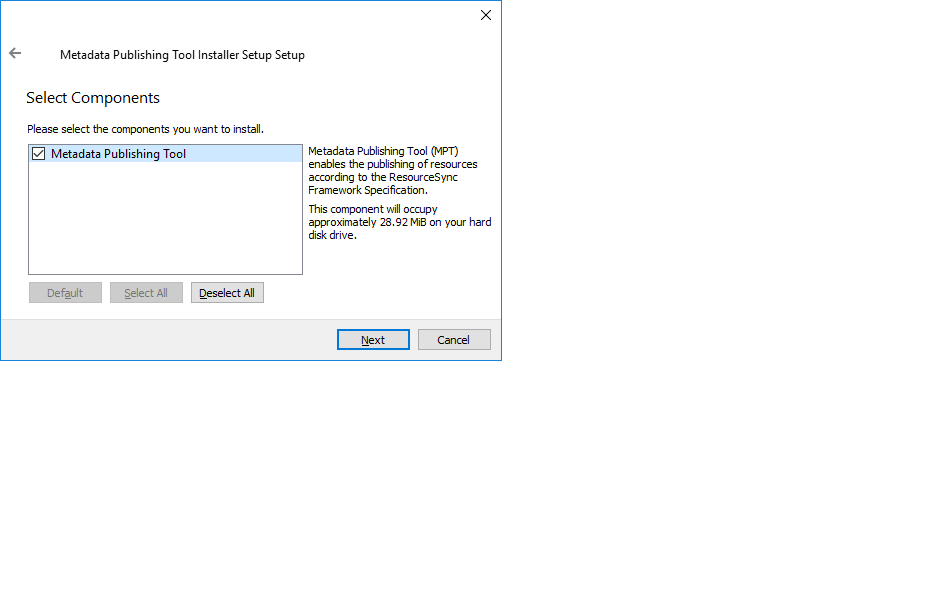 Metadata Publishing Tool Installer Setup Setup
Select Components
Please select the components you want to install.
Metadata Publishing Tool
Metadata Publishing Tool (MPT)
enables the publishing of resources
according to the ResourceSync
Framework Specification.
This component will occupy
approximately 28.92 MiB on your hard
disk drive.
Default
Select All
Deselect All
Next
Cancel